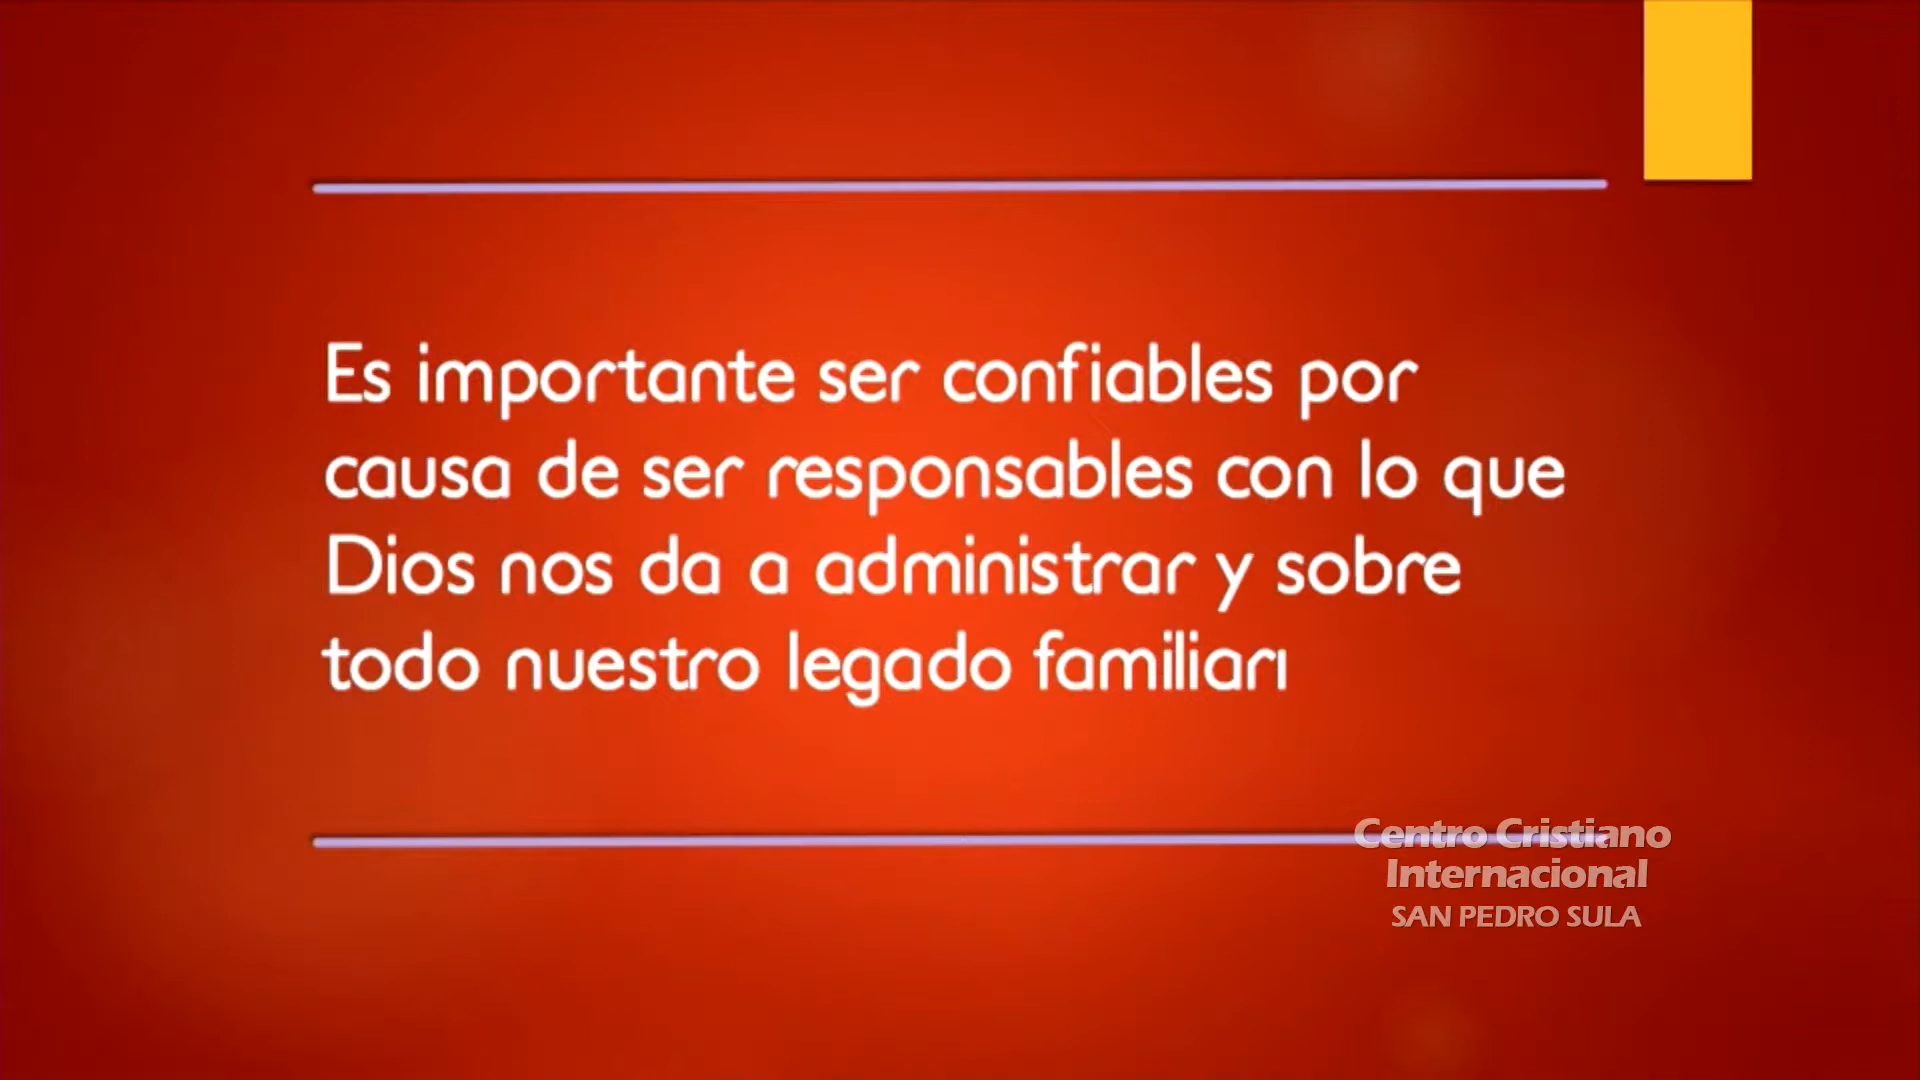 Es importante ser confiables por
causa de ser responsables con lo que
Dios nos da a administrar y sobre
todo nuestro legado familiarı
Centro Cristiano
Internacional
SAN PEDRO SULA